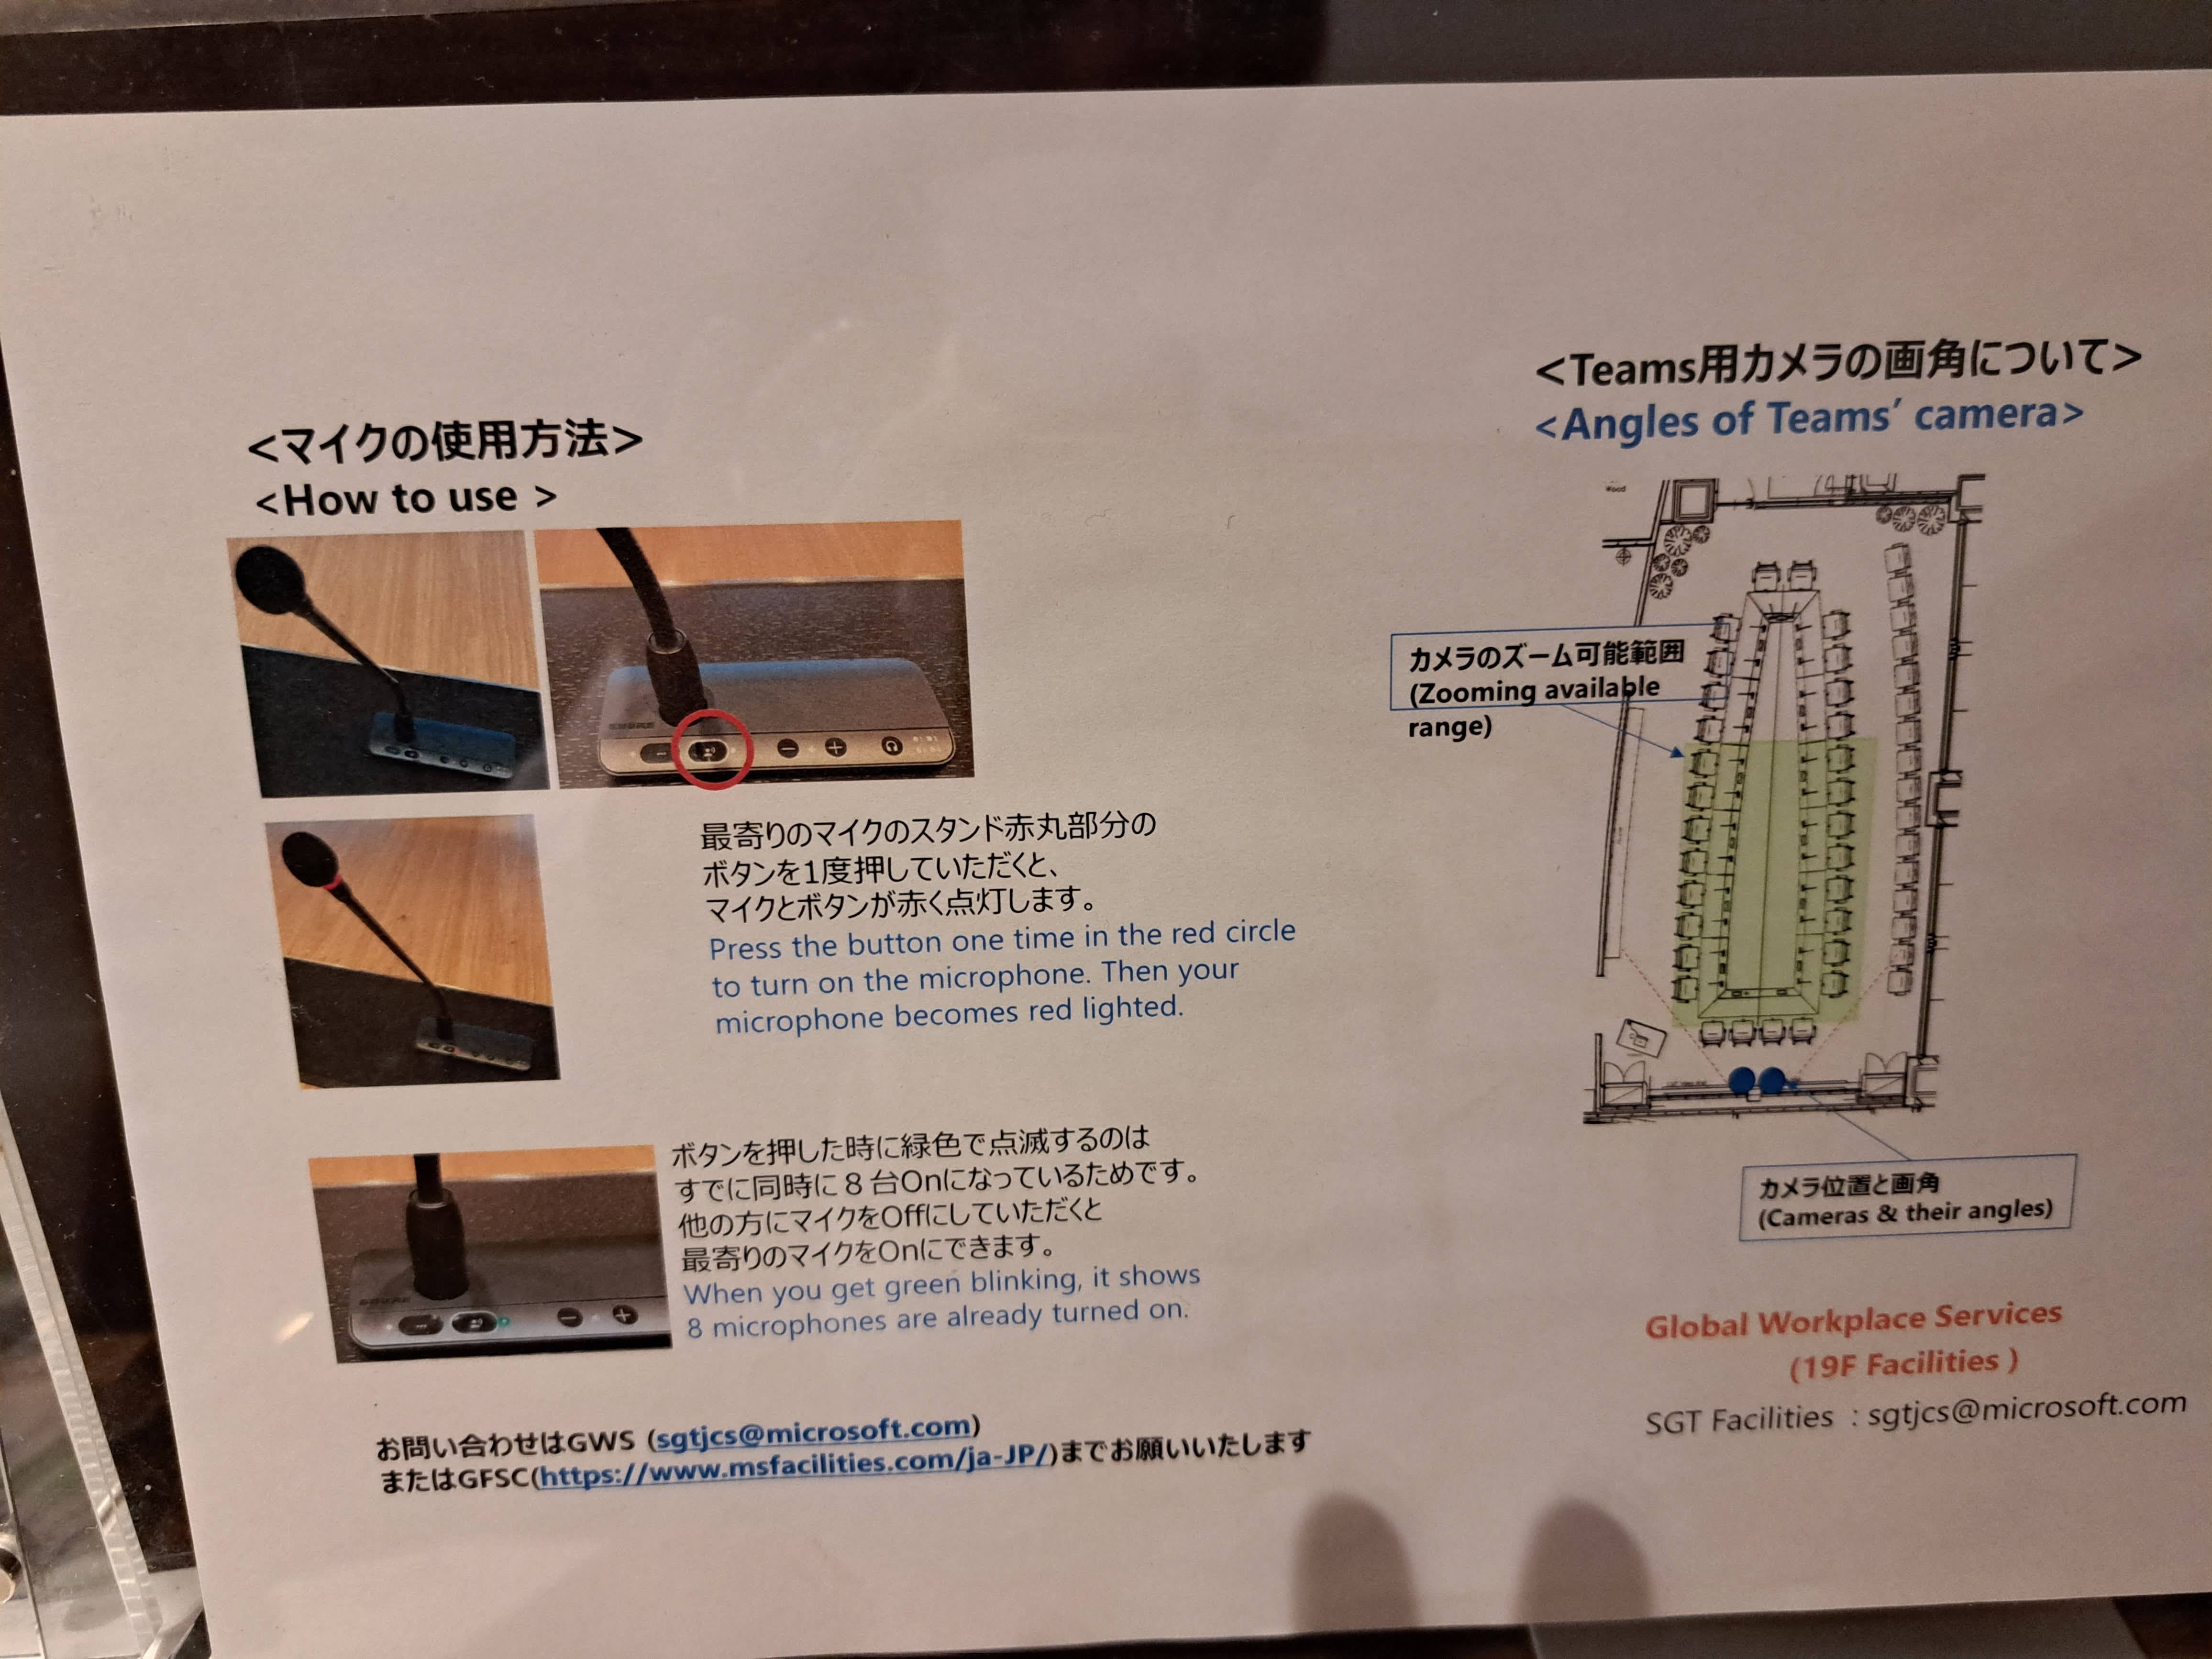 <マイクの使用方法>
<How to use >
最寄りのマイクのスタンド赤丸部分の
ボタンを1度押していただくと、
マイクとボタンが赤く点灯します。
Press the button one time in the red circle
to turn on the microphone. Then your
microphone becomes red lighted.
ボタンを押した時に緑色で点滅するのは
すでに同時に８台Onになっているためです。
他の方にマイクをOffにしていただくと
最寄りのマイクをOnにできます。
When you get green blinking, it shows
8 microphones are already turned on.
お問い合わせはGWS (sgtjcs@microsoft.com)
またはGFSC(https://www.msfacilities.com/ja-JP/)までお願いいたします
<Teams用カメラの画角について>
<Angles of Teams’ camera>
Wood
カメラのズーム可能範囲
(Zooming available
range)
カメラ位置と画角
(Cameras & their angles)
Global Workplace Services
(19F Facilities )
SGT Facilities : sgtjcs@microsoft.com